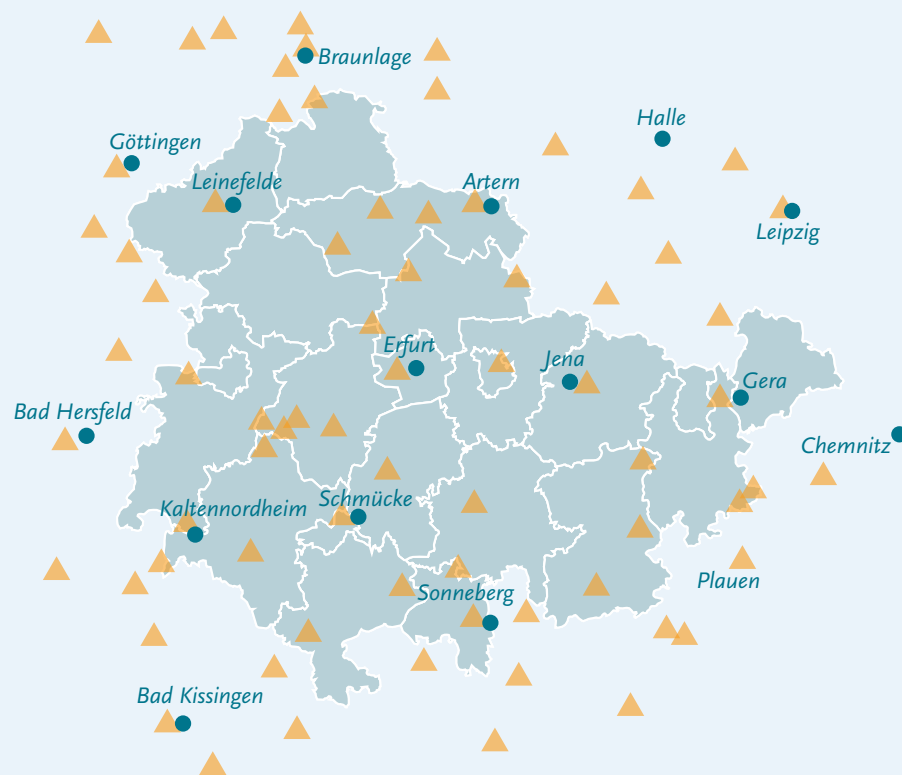 Braunlage
Halle
Göttingen
Leinefelde
Artern
Leipzig
Erfurt
Jena
Gera
Bad Hersfeld
Chemnitz
Schmücke
Kaltennordheim
Plauen
Sonneberg
Bad Kissingen